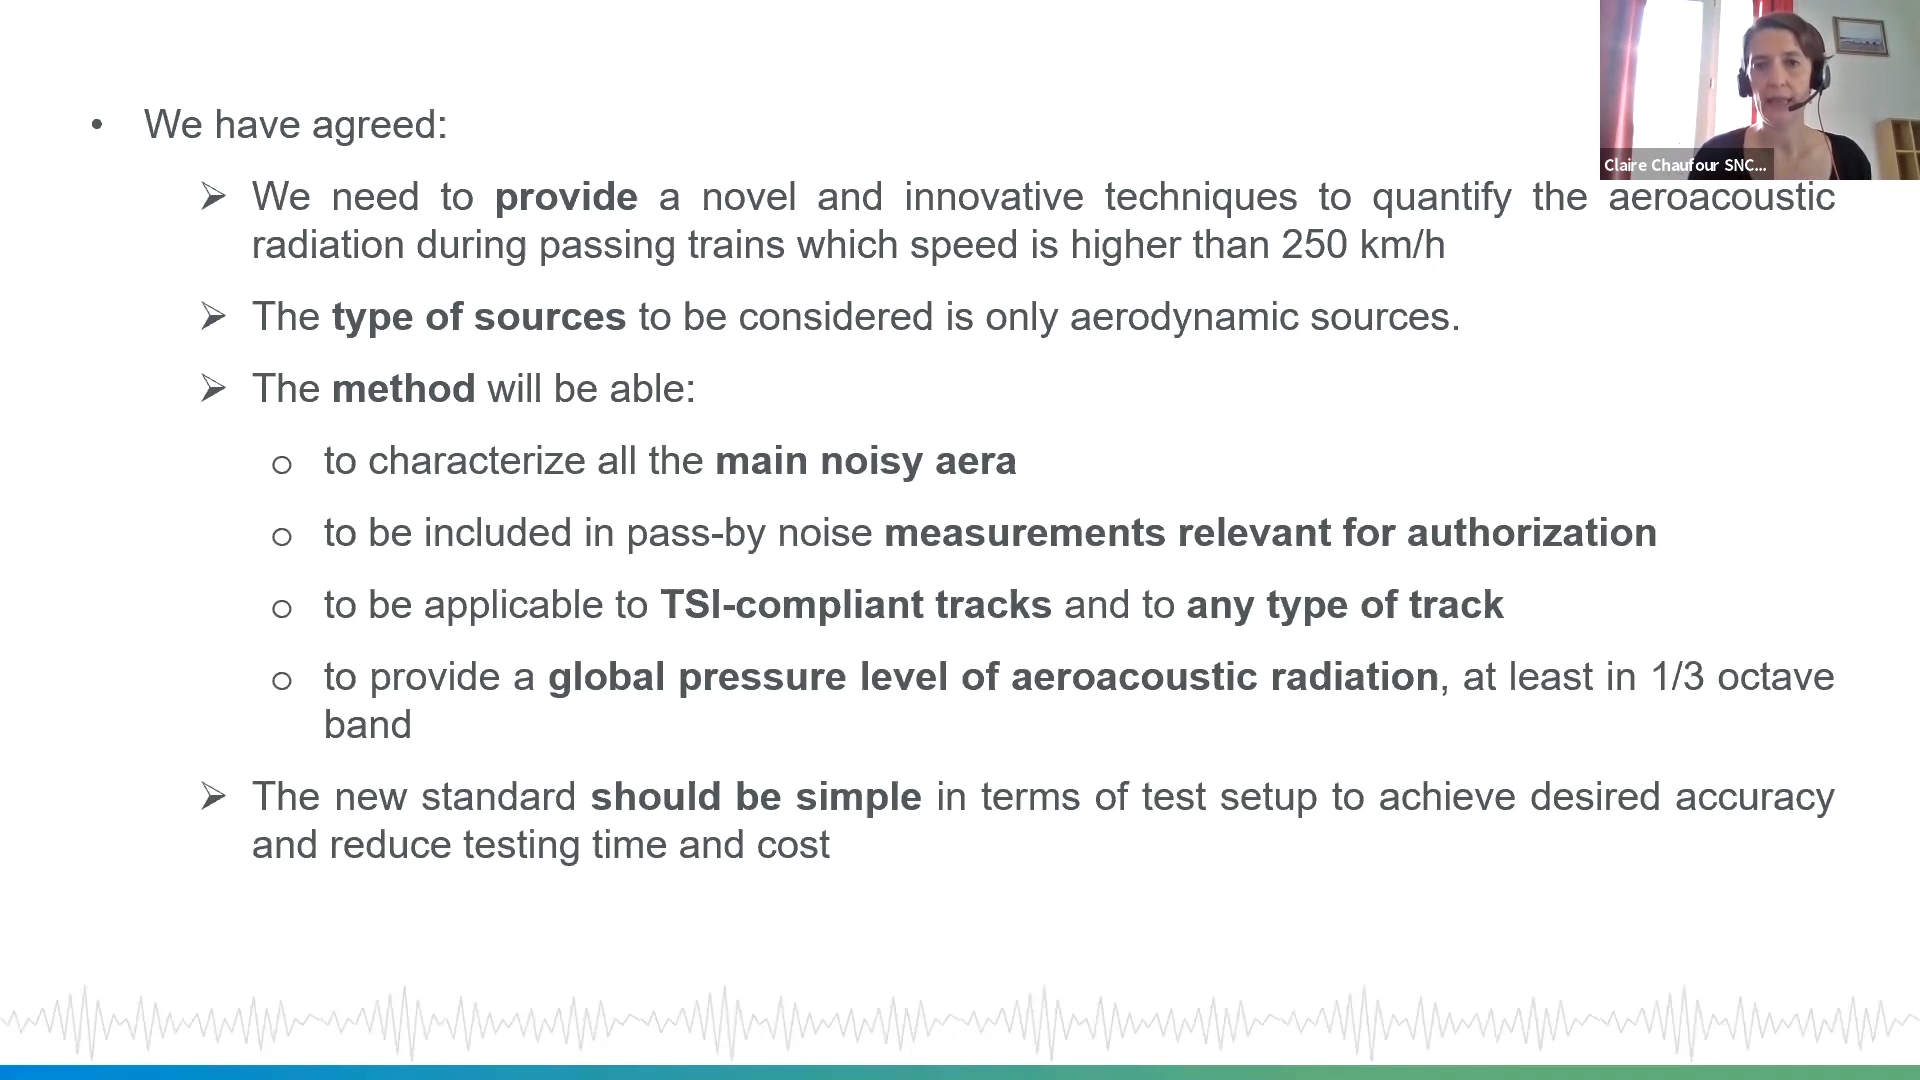 Claire Chaufour SNC...
• We have agreed:
➢ We need to provide a novel and innovative techniques to quantify the aeroacoustic
radiation during passing trains which speed is higher than 250 km/h
➢ The type of sources to be considered is only aerodynamic sources.
➢ The method will be able:
o to characterize all the main noisy aera
o to be included in pass-by noise measurements relevant for authorization
o to be applicable to TSI-compliant tracks and to any type of track
o to provide a global pressure level of aeroacoustic radiation, at least in 1/3 octave
band
➢ The new standard should be simple in terms of test setup to achieve desired accuracy
and reduce testing time and cost